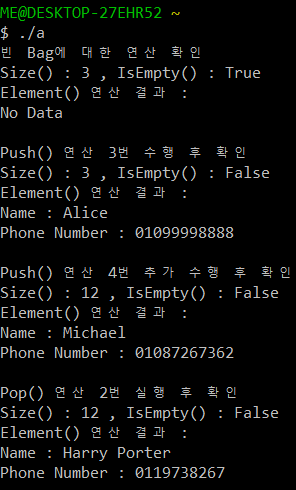 ME@DESKTOP-27EHR52 ~
$ ./a
빈 Bag에 대한 연산 확인
Size() : 3 , IsEmpty() : True
Element() 연산 결과 :
No Data
Push() 연산 3번 수행 후 확인
Size() : 3 , IsEmpty() : False
Element() 연산 결과 :
Name : Alice
Phone Number : 01099998888
Push() 연산 4번 추가 수행 후 확인
Size() : 12 , IsEmpty() : False
Element() 연산 결과 :
Name : Michael
Phone Number : 01087267362
Pop() 연산 2번 실행 후 확인
Size() : 12 , IsEmpty() : False
Element() 연산 결과 :
Name : Harry Porter
Phone Number : 0119738267